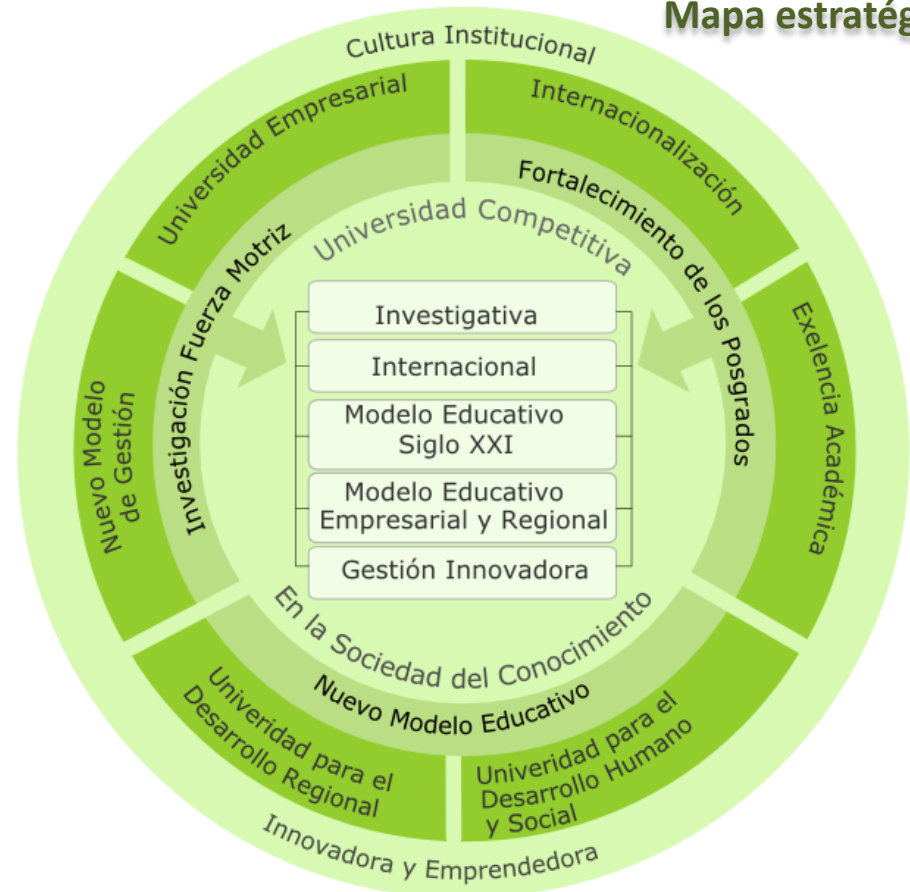 Mapa estratég
Cultura Institucional
Universidad Empresarial
Internacionalización
Exelencia Académica
Univeridad para el
Desarrollo Humano
y Social
Univeridad para el
Desarrollo Regional
Nuevo Modelo
de Gestión
Investigación Fuerza Motriz
Fortalecimiento de los Posgrados
Nuevo Modelo Educativo
Universidad Competitiva
Investigativa
Internacional
Modelo Educativo
Siglo XXI
Modelo Educativo
Empresarial y Regional
Gestión Innovadora
En la Sociedad del Conocimiento
Innovadora y Emprendedora